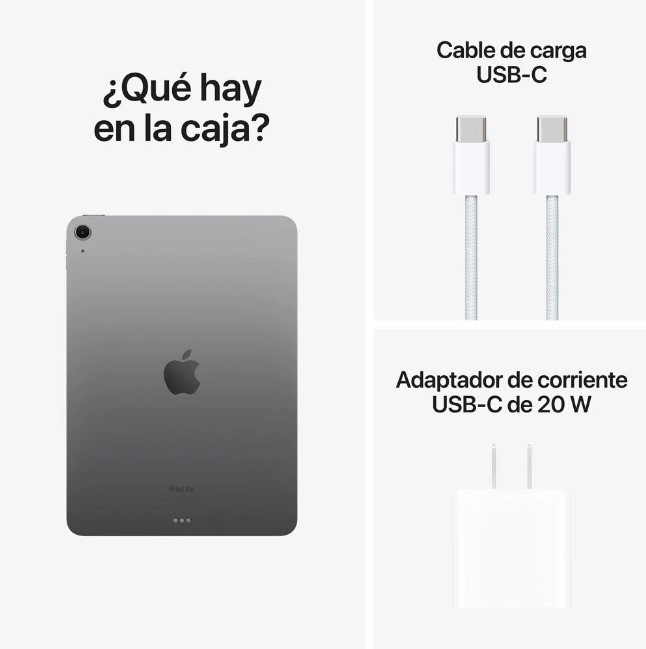 ¿Qué hay
en la caja?
iPad Air
Cable de carga
USB-C
Adaptador de corriente
USB-C de 20 W